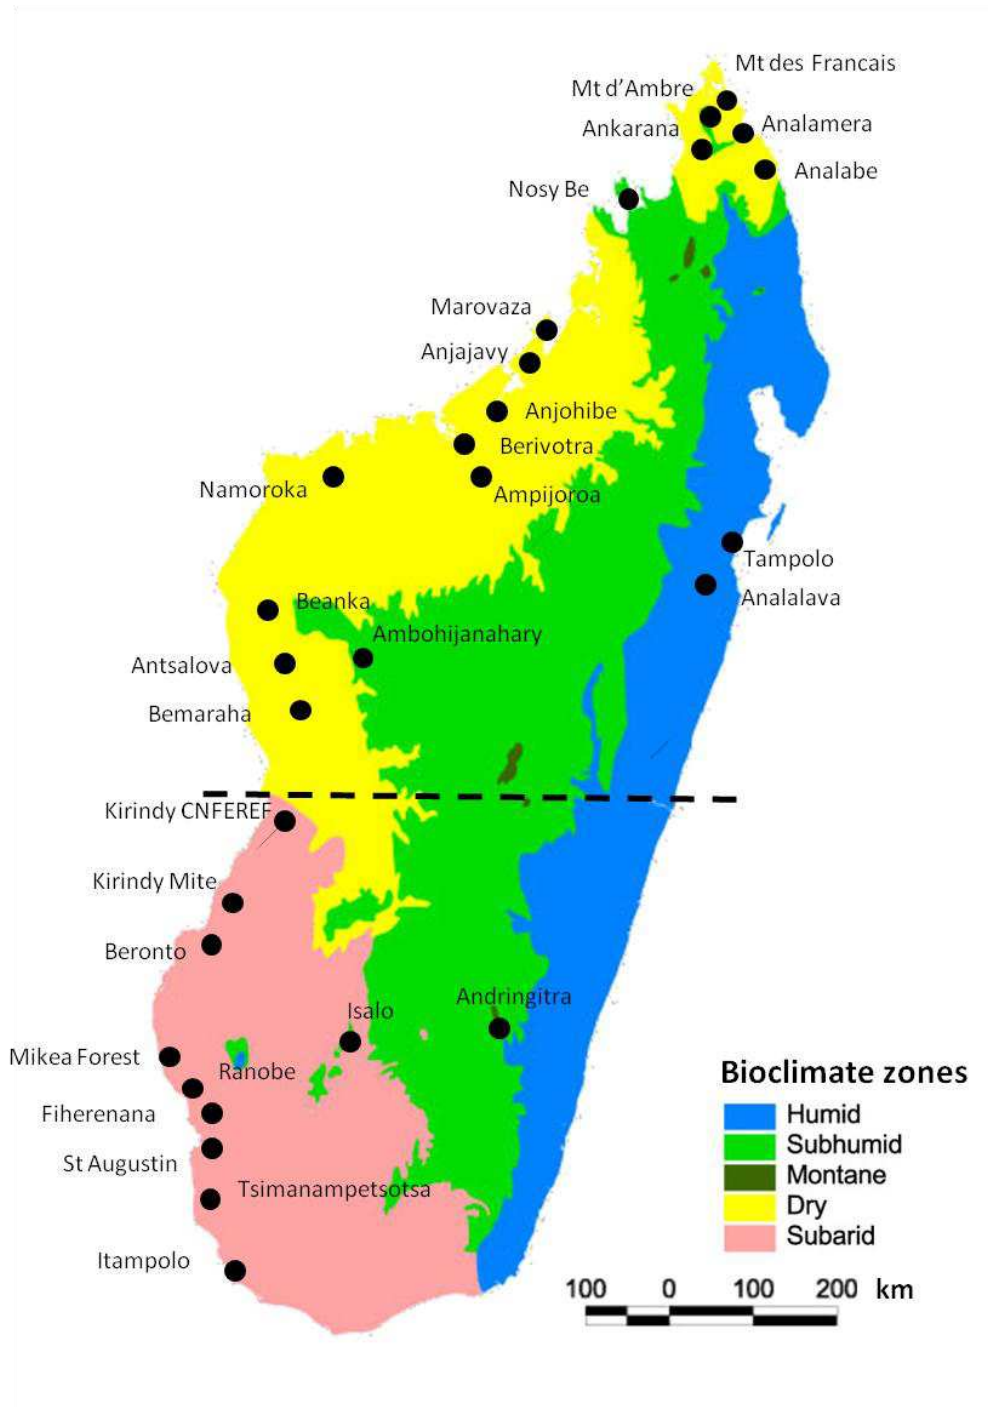 Mt des Francais
Mt d’Ambre
Ankarana
Analamera
Analabe
Nosy Be
Marovaza
Anjajavy
Anjohibe
Berivotra
Namoroka
Ampijoroa
Tampolo
Analalava
Beanka
Ambohijanahary
Antsalova
Bemaraha
Kirindy CNFEREF
Kirindy Mite
Beronto
Andringitra
Isalo
Mikea Forest
Ranobe
Fiherenana
St Augustin
Tsimanampetsotsa
Itampolo
Bioclimate zones
Humid
Subhumid
Montane
Dry
Subarid
100 0 100 200 km